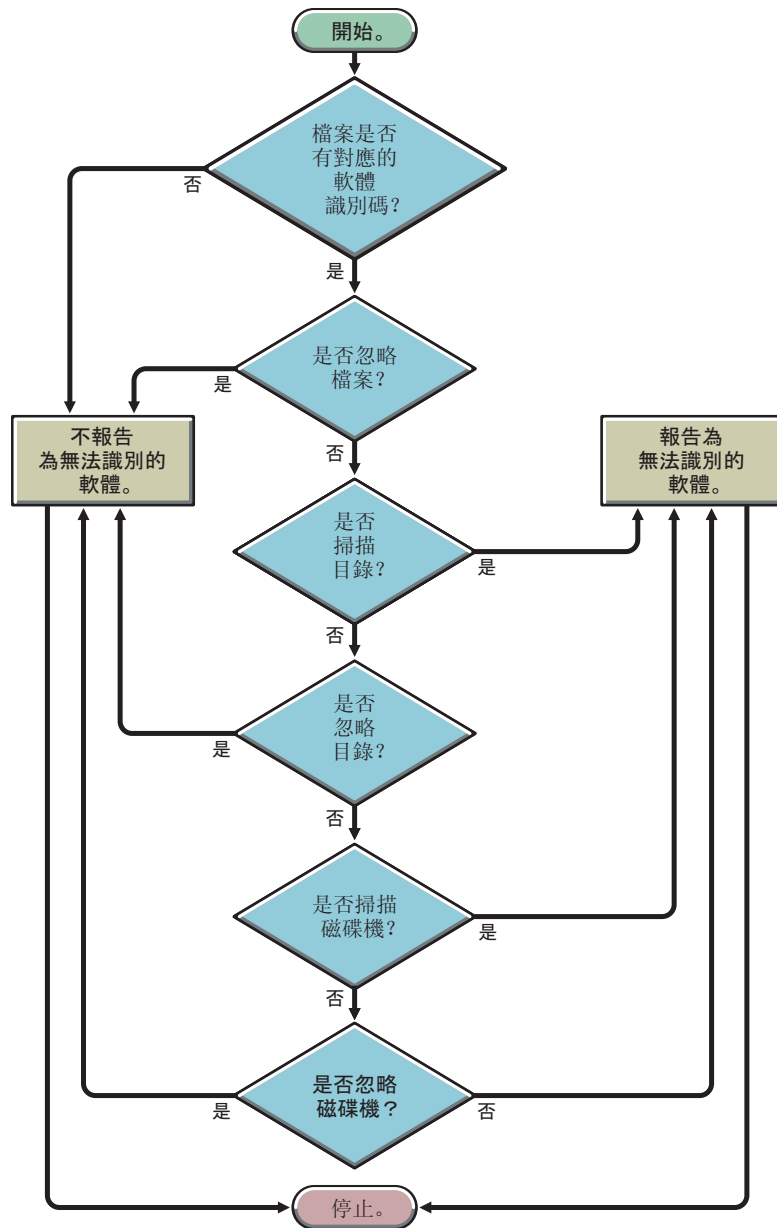 開始。
檔案是否
有對應的
軟體
識別碼?
否
是
是否忽略
檔案?
是
否
不報告
為無法識別的
軟體。
報告為
無法識別的
軟體。
是否
掃描
目錄?
是
否
是否
忽略
目錄?
是
否
是否掃描
磁碟機?
是
否
是否忽略
磁碟機?
是
否
停止。